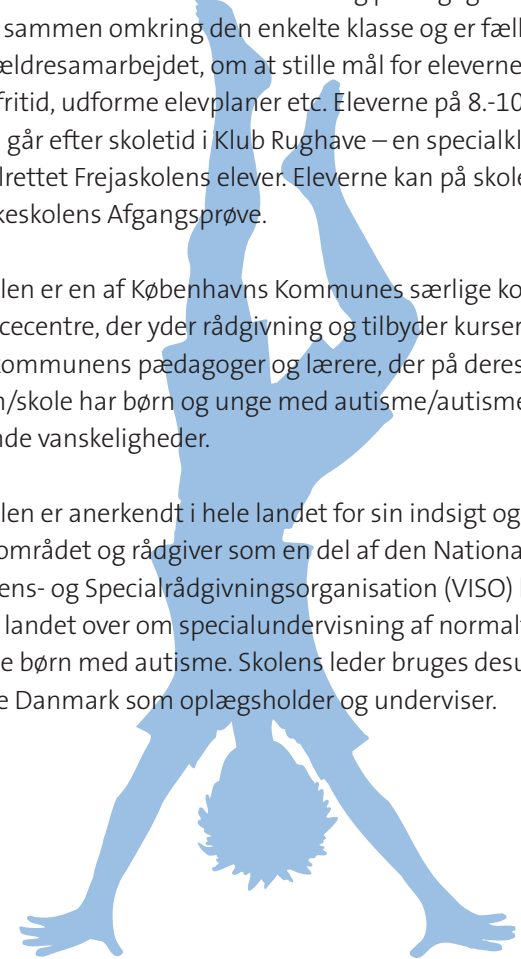 sammen omkring den enkelte klasse og er fæll
ældresamarbejdet, om at stille mål for eleverne
fritid, udforme elevplaner etc. Eleverne på 8.-10
går efter skoletid i Klub Rughave – en specialkl
lrettet Frejaskolens elever. Eleverne kan på skole
keskolens Afgangsprøve.
len er en af Københavns Kommunes særlige ko
cecentre, der yder rådgivning og tilbyder kurser
kommunens pædagoger og lærere, der på deres
n/skole har børn og unge med autisme/autisme
nde vanskeligheder.
len er anerkendt i hele landet for sin indsigt og
området og rådgiver som en del af den Nationa
ens- og Specialrådgivningsorganisation (VISO)
landet over om specialundervisning af normalt
e børn med autisme. Skolens leder bruges desu
e Danmark som oplægsholder og underviser.